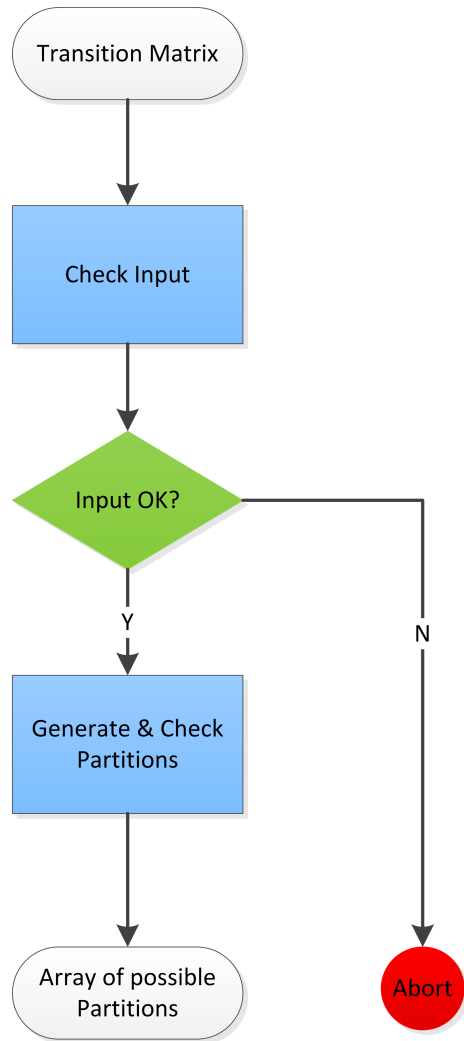 Transition Matrix
Check Input
Input OK?
Y
N
Generate & Check
Partitions
Array of possible
Partitions
Abort